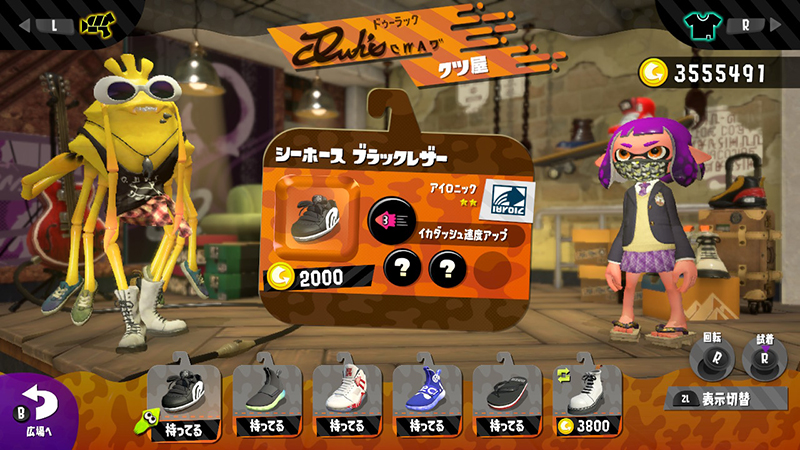 L
ドゥーラック
クツ屋
R
3555491
シーホース ブラックレザー
アイロニック
★★
3
イカダッシュ速度アップ
2000
?
?
回転
試着
R
R
ZL 表示切替
B
広場へ
持ってる
持ってる
持ってる
持ってる
持ってる
3800